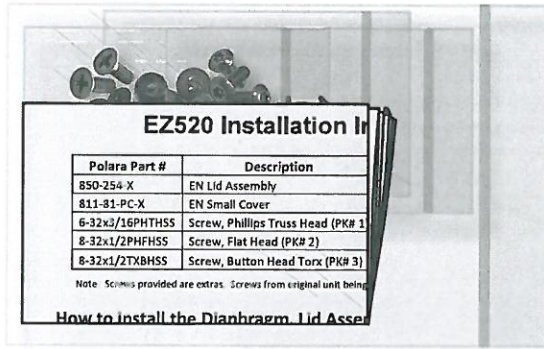 EZ520 Installation
Polara Part # Description
850-254-X EN Lid Assembly
811-81-PC-X EN Small Cover
6-32x3/16PHTHSS Screw, Phillips Truss Head (PK# 1)
8-32x1/2PHFHSS Screw, Flat Head (PK# 2)
8-32x1/2TXBHSS Screw, Button Head Torx (PK# 3)
Note Screws provided are extras. Screws from original unit being
How to install the Diaphragm, Lid